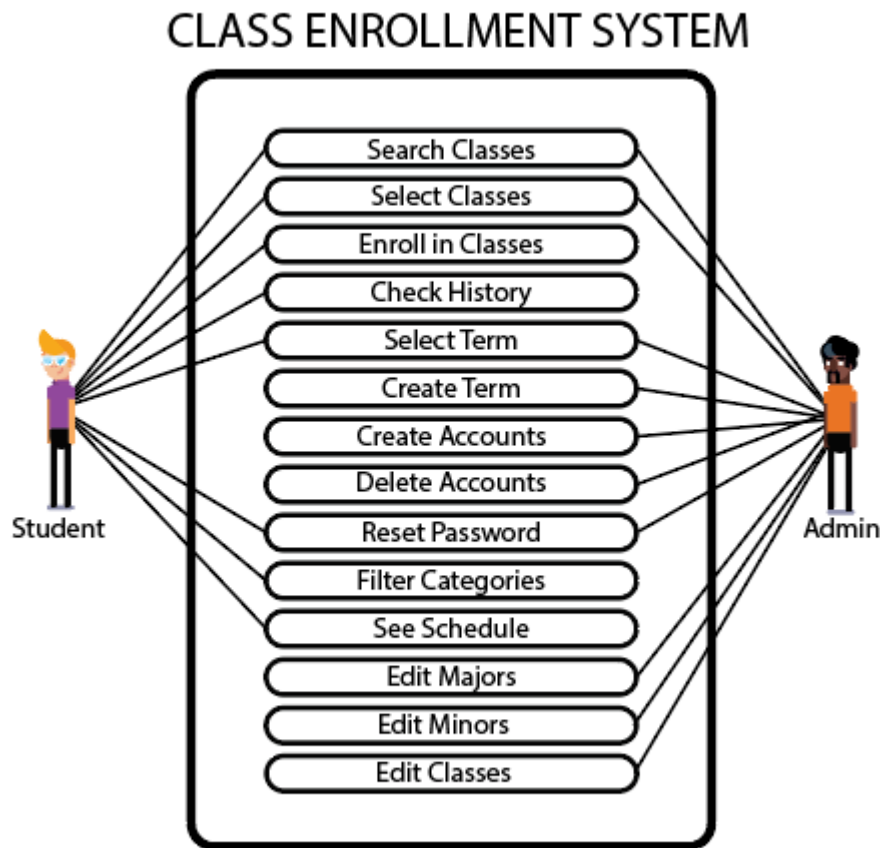 CLASS ENROLLMENT SYSTEM
Search Classes
Select Classes
Enroll in Classes
Check History
Select Term
Create Term
Create Accounts
Delete Accounts
Reset Password
Filter Categories
See Schedule
Edit Majors
Edit Minors
Edit Classes
Student
Admin